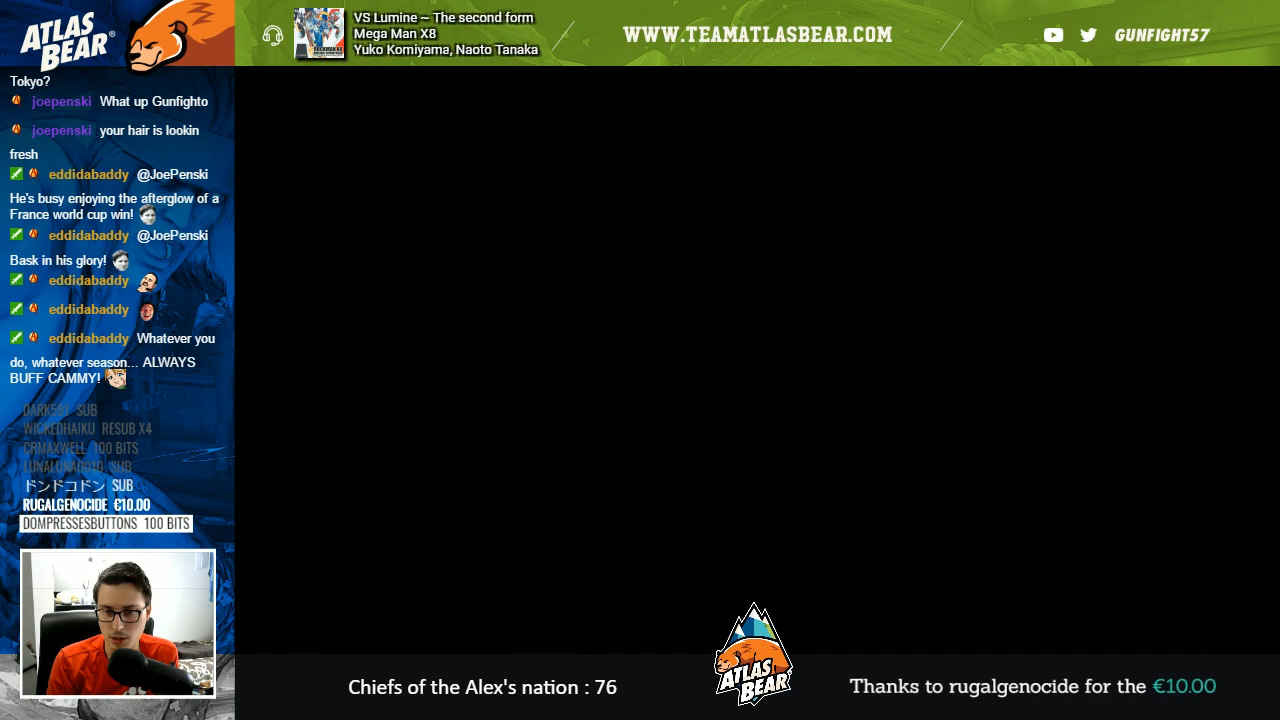 ATLAS
BEAR®
VS Lumine ~ The second form
Mega Man X8
Yuko Komiyama, Naoto Tanaka
WWW.TEAMATLASBEAR.COM
GUNFIGHT57
Tokyo?
joepenski What up Gunfighto
joepenski your hair is lookin
fresh
eddidabaddy @JoePenski
He's busy enjoying the afterglow of a
France world cup win!
eddidabaddy @JoePenski
Bask in his glory!
eddidabaddy
eddidabaddy
eddidabaddy Whatever you
do, whatever season... ALWAYS
BUFF CAMMY!
DARK591 SUB
WICKEDHAIKU RESUB X4
CRMAXWELL 100 BITS
SUB
ドンドコドン SUB
RUGALGENOCIDE €10.00
DOMPRESSESBUTTONS 100 BITS
Chiefs of the Alex's nation : 76
ATLAS
BEAR
Thanks to rugalgenocide for the €10.00